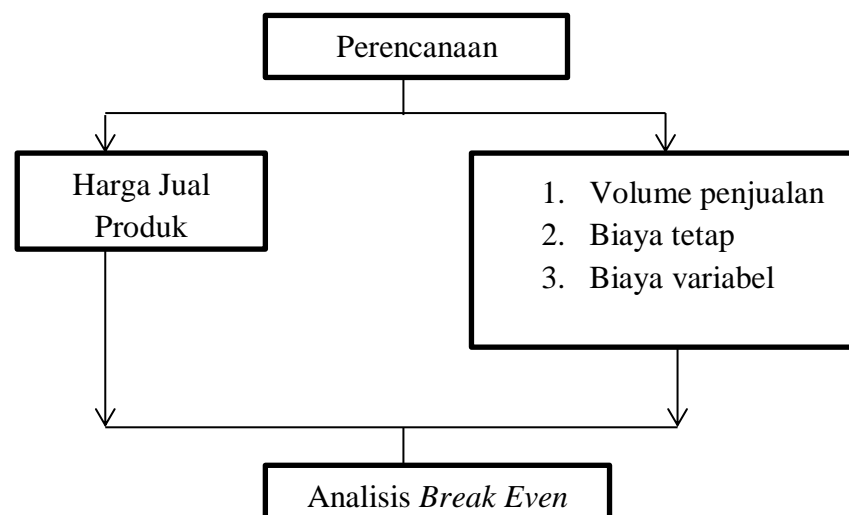 Perencanaan
Harga Jual
Produk
1. Volume penjualan
2. Biaya tetap
3. Biaya variabel
Analisis Break Even